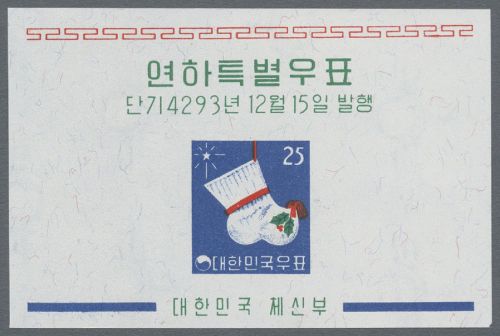 연하특별우표
단기4293년 12월 15일 발행
25
대한민국우표
대한민국 체신부